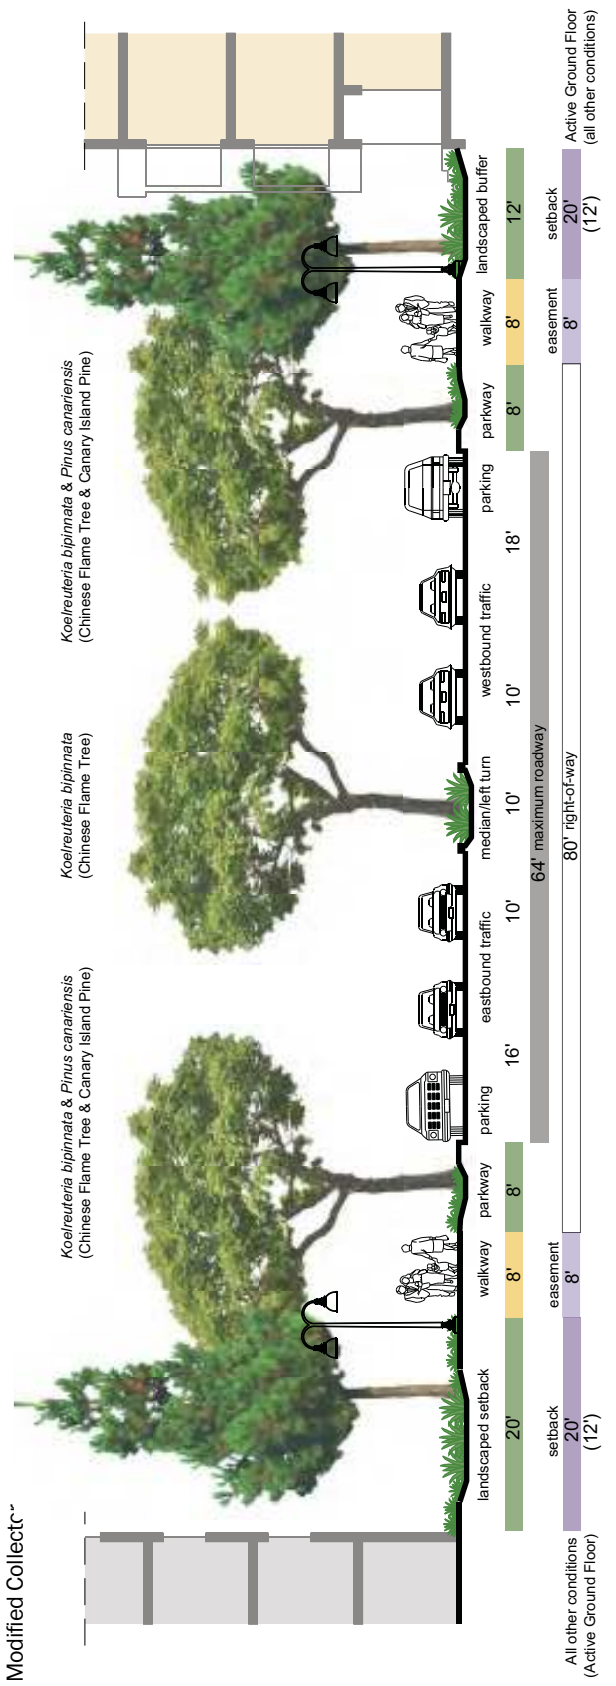 Modified Collector
Koelreuteria bipinnata & Pinus canariensis
(Chinese Flame Tree & Canary Island Pine)
Koelreuteria bipinnata
(Chinese Flame Tree)
Koelreuteria bipinnata & Pinus canariensis
(Chinese Flame Tree & Canary Island Pine)
landscaped setback walkway parkway parking eastbound traffic median/left turn westbound traffic parking parkway walkway landscaped buffer
20' 8' 8' 16' 10' 10' 10' 18' 8' 8' 12'
64' maximum roadway
setback easement easement setback
All other conditions 20' 8' 80' right-of-way 8' 20' Active Ground Floor
(Active Ground Floor) (12') (12') (all other conditions)